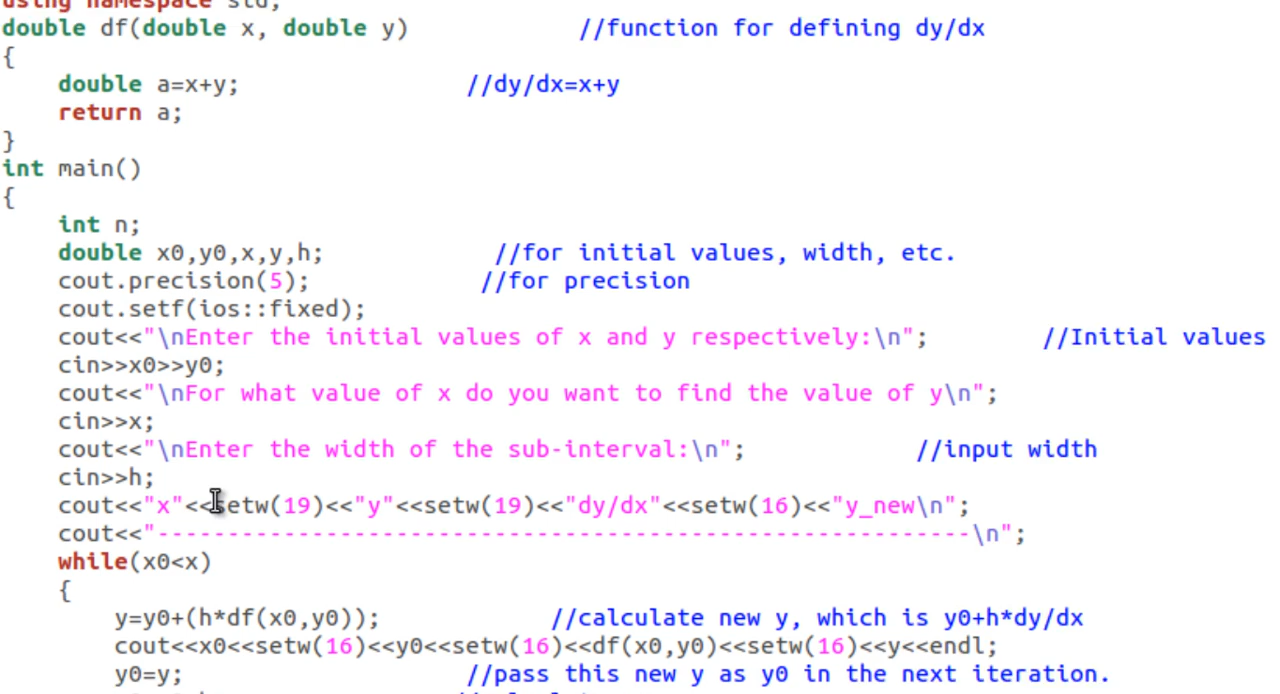 using namespace std;
double df(double x, double y)            //function for defining dy/dx
{
    double a=x+y;                //dy/dx=x+y
    return a;
}
int main()
{
    int n;
    double x0,y0,x,y,h;            //for initial values, width, etc.
    cout.precision(5);            //for precision
    cout.setf(ios::fixed);
    cout<<"\nEnter the initial values of x and y respectively:\n";        //Initial values
    cin>>x0>>y0;
    cout<<"\nFor what value of x do you want to find the value of y\n";
    cin>>x;
    cout<<"\nEnter the width of the sub-interval:\n";            //input width
    cin>>h;
    cout<<"x"<<setw(19)<<"y"<<setw(19)<<"dy/dx"<<setw(16)<<"y_new\n";
    cout<<"----------------------------------------------------------\n";
    while(x0<x)
    {
        y=y0+(h*df(x0,y0));            //calculate new y, which is y0+h*dy/dx
        cout<<x0<<setw(16)<<y0<<setw(16)<<df(x0,y0)<<setw(16)<<y<<endl;
        y0=y;                    //pass this new y as y0 in the next iteration.